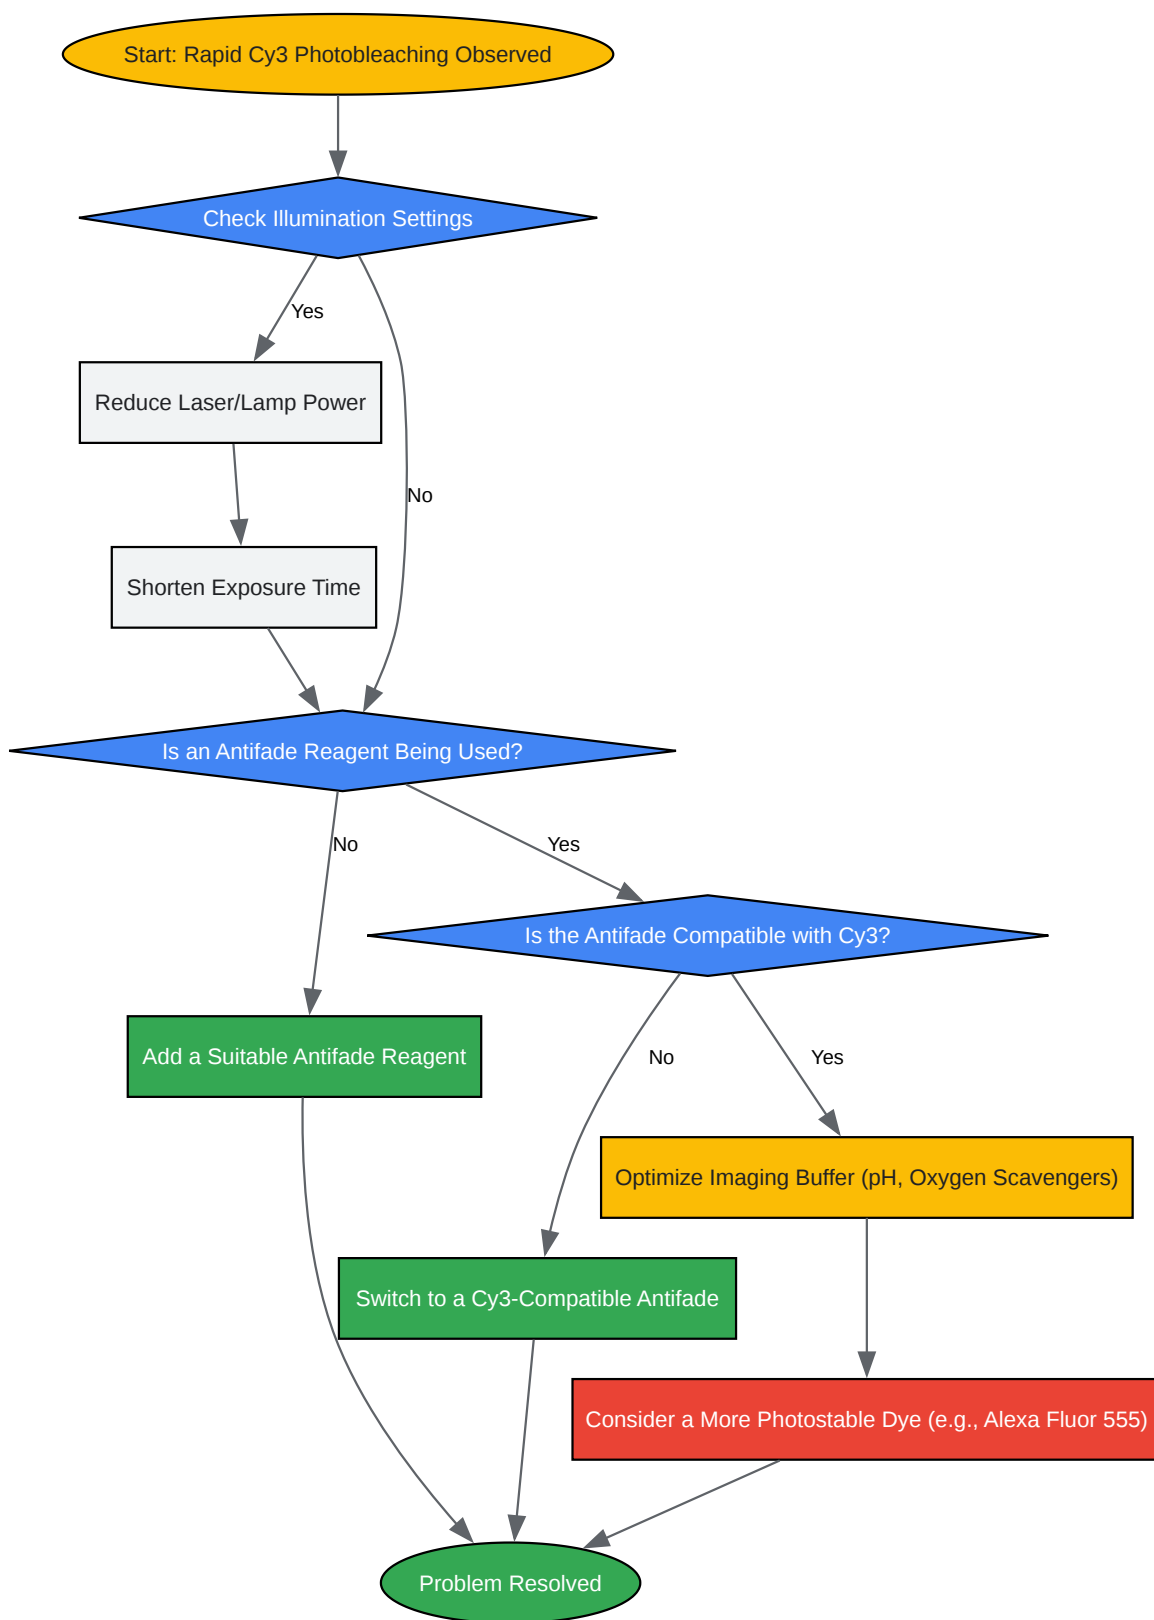 Start: Rapid Cy3 Photobleaching Observed
Check Illumination Settings
Yes
Reduce Laser/Lamp Power
No
Shorten Exposure Time
Is an Antifade Reagent Being Used?
No
Yes
Is the Antifade Compatible with Cy3?
Add a Suitable Antifade Reagent
No
Yes
Optimize Imaging Buffer (pH, Oxygen Scavengers)
Switch to a Cy3-Compatible Antifade
Consider a More Photostable Dye (e.g., Alexa Fluor 555)
Problem Resolved